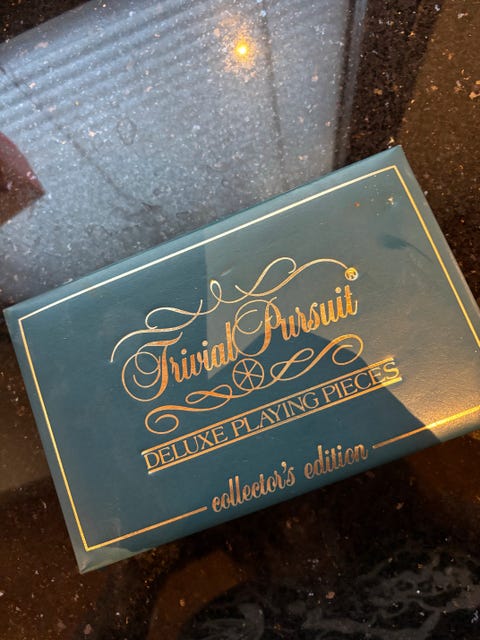 Trivial Pursuit®
DELUXE PLAYING PIECES
collector's edition